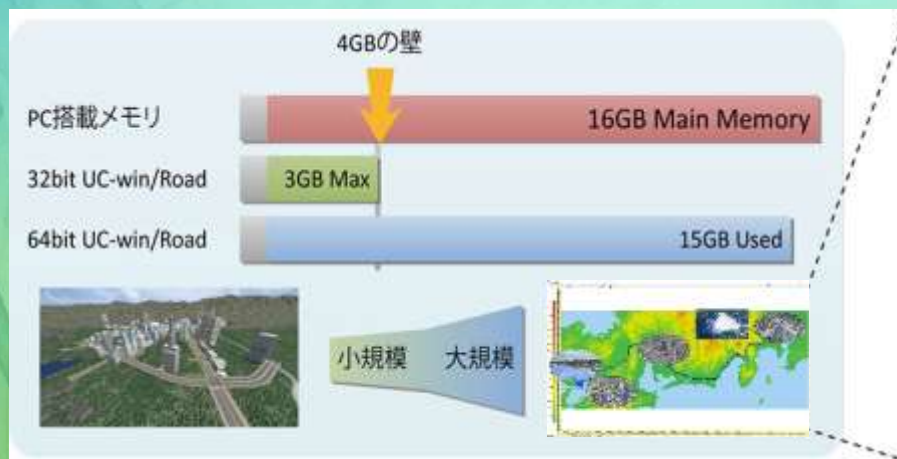 4GBの壁
PC搭載メモリ
16GB Main Memory
32bit UC-win/Road
3GB Max
64bit UC-win/Road
15GB Used
小規模
大規模